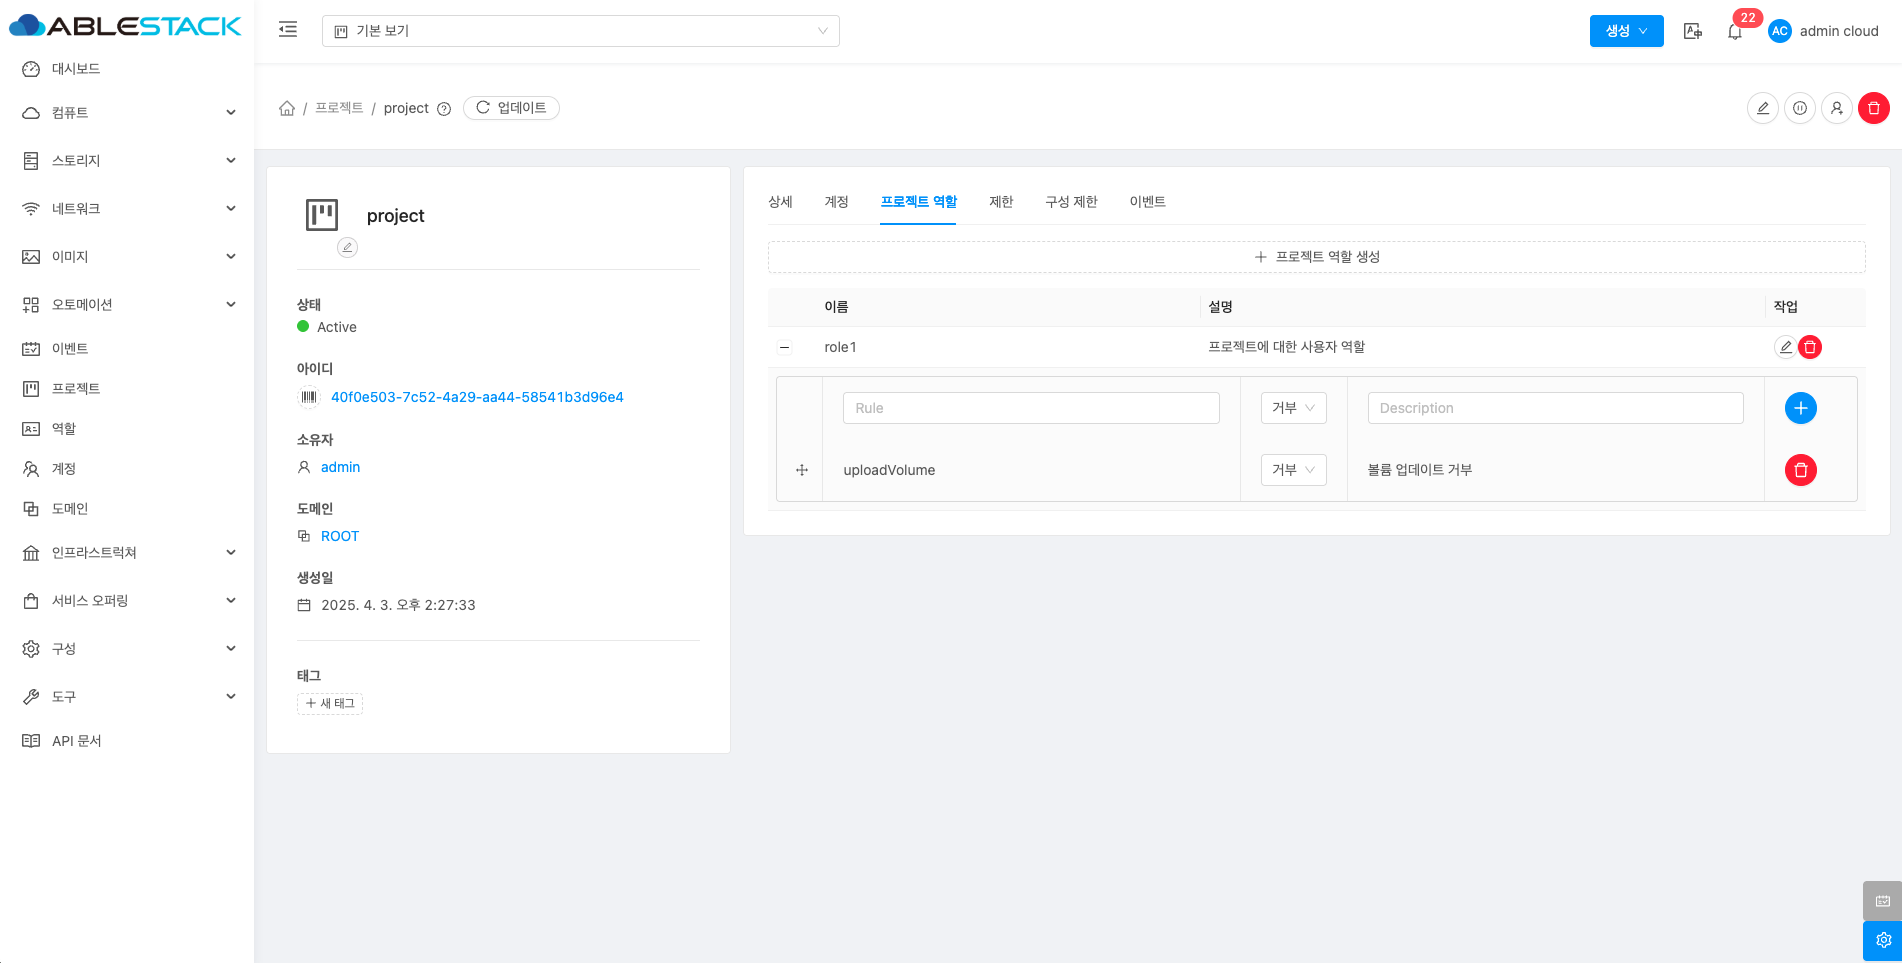 ABLESTACK
기본 보기
생성
22
AC
admin cloud
대시보드
컴퓨트
스토리지
네트워크
이미지
오토메이션
이벤트
프로젝트
역할
계정
도메인
인프라스트럭쳐
서비스 오퍼링
구성
도구
API 문서
/ 프로젝트 / project
업데이트
project
상태
Active
아이디
40f0e503-7c52-4a29-aa44-58541b3d96e4
소유자
admin
도메인
ROOT
생성일
2025. 4. 3. 오후 2:27:33
태그
+ 새 태그
상세 계정 프로젝트 역할 제한 구성 제한 이벤트
+ 프로젝트 역할 생성
이름 설명 작업
role1 프로젝트에 대한 사용자 역할
Rule 거부 Description
uploadVolume 거부 볼륨 업데이트 거부